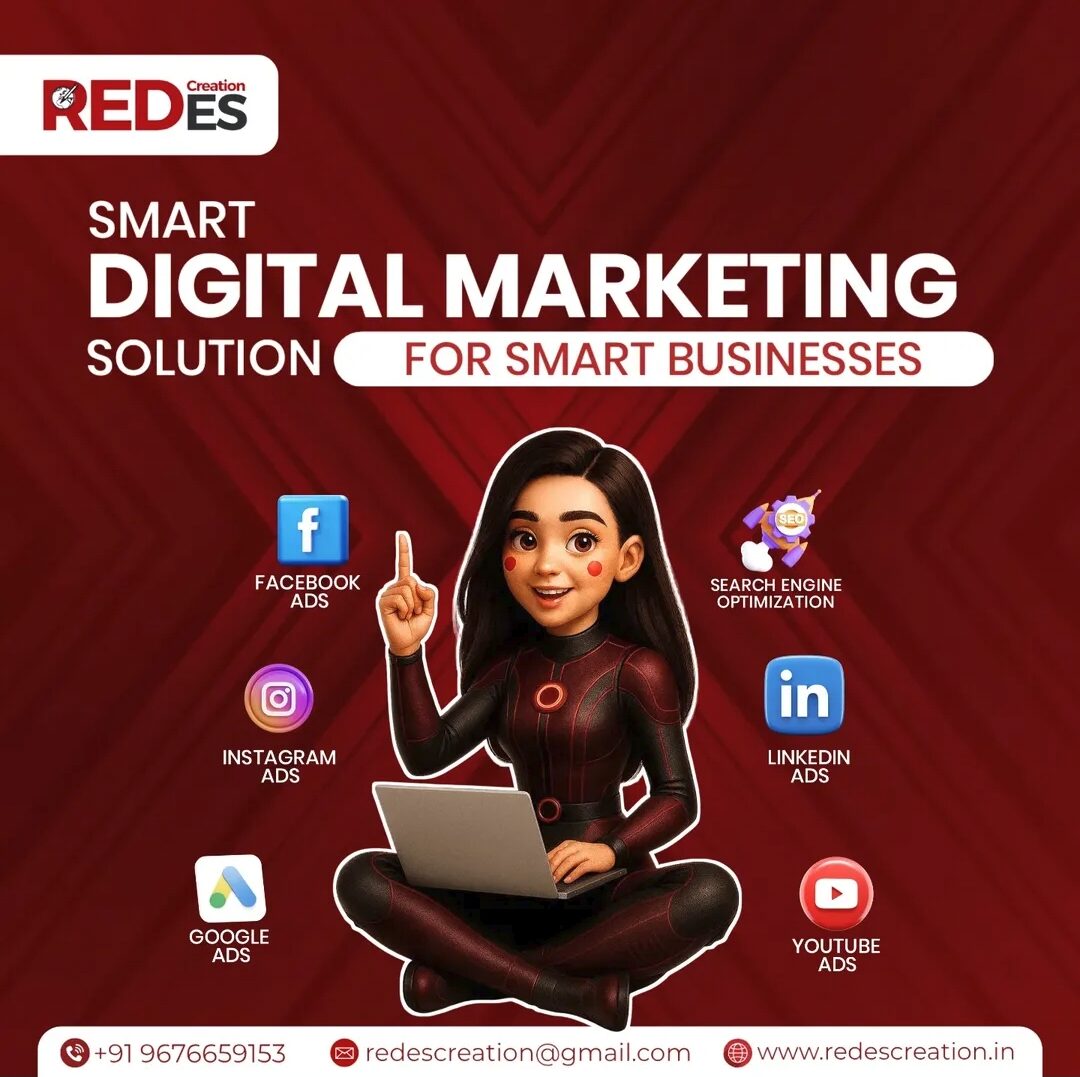 REDES Creation
SMART
DIGITAL MARKETING
SOLUTION FOR SMART BUSINESSES
f
FACEBOOK
ADS
SEO
SEARCH ENGINE
OPTIMIZATION
INSTAGRAM
ADS
in
LINKEDIN
ADS
GOOGLE
ADS
YOUTUBE
ADS
+91 9676659153 redescreation@gmail.com www.redescreation.in